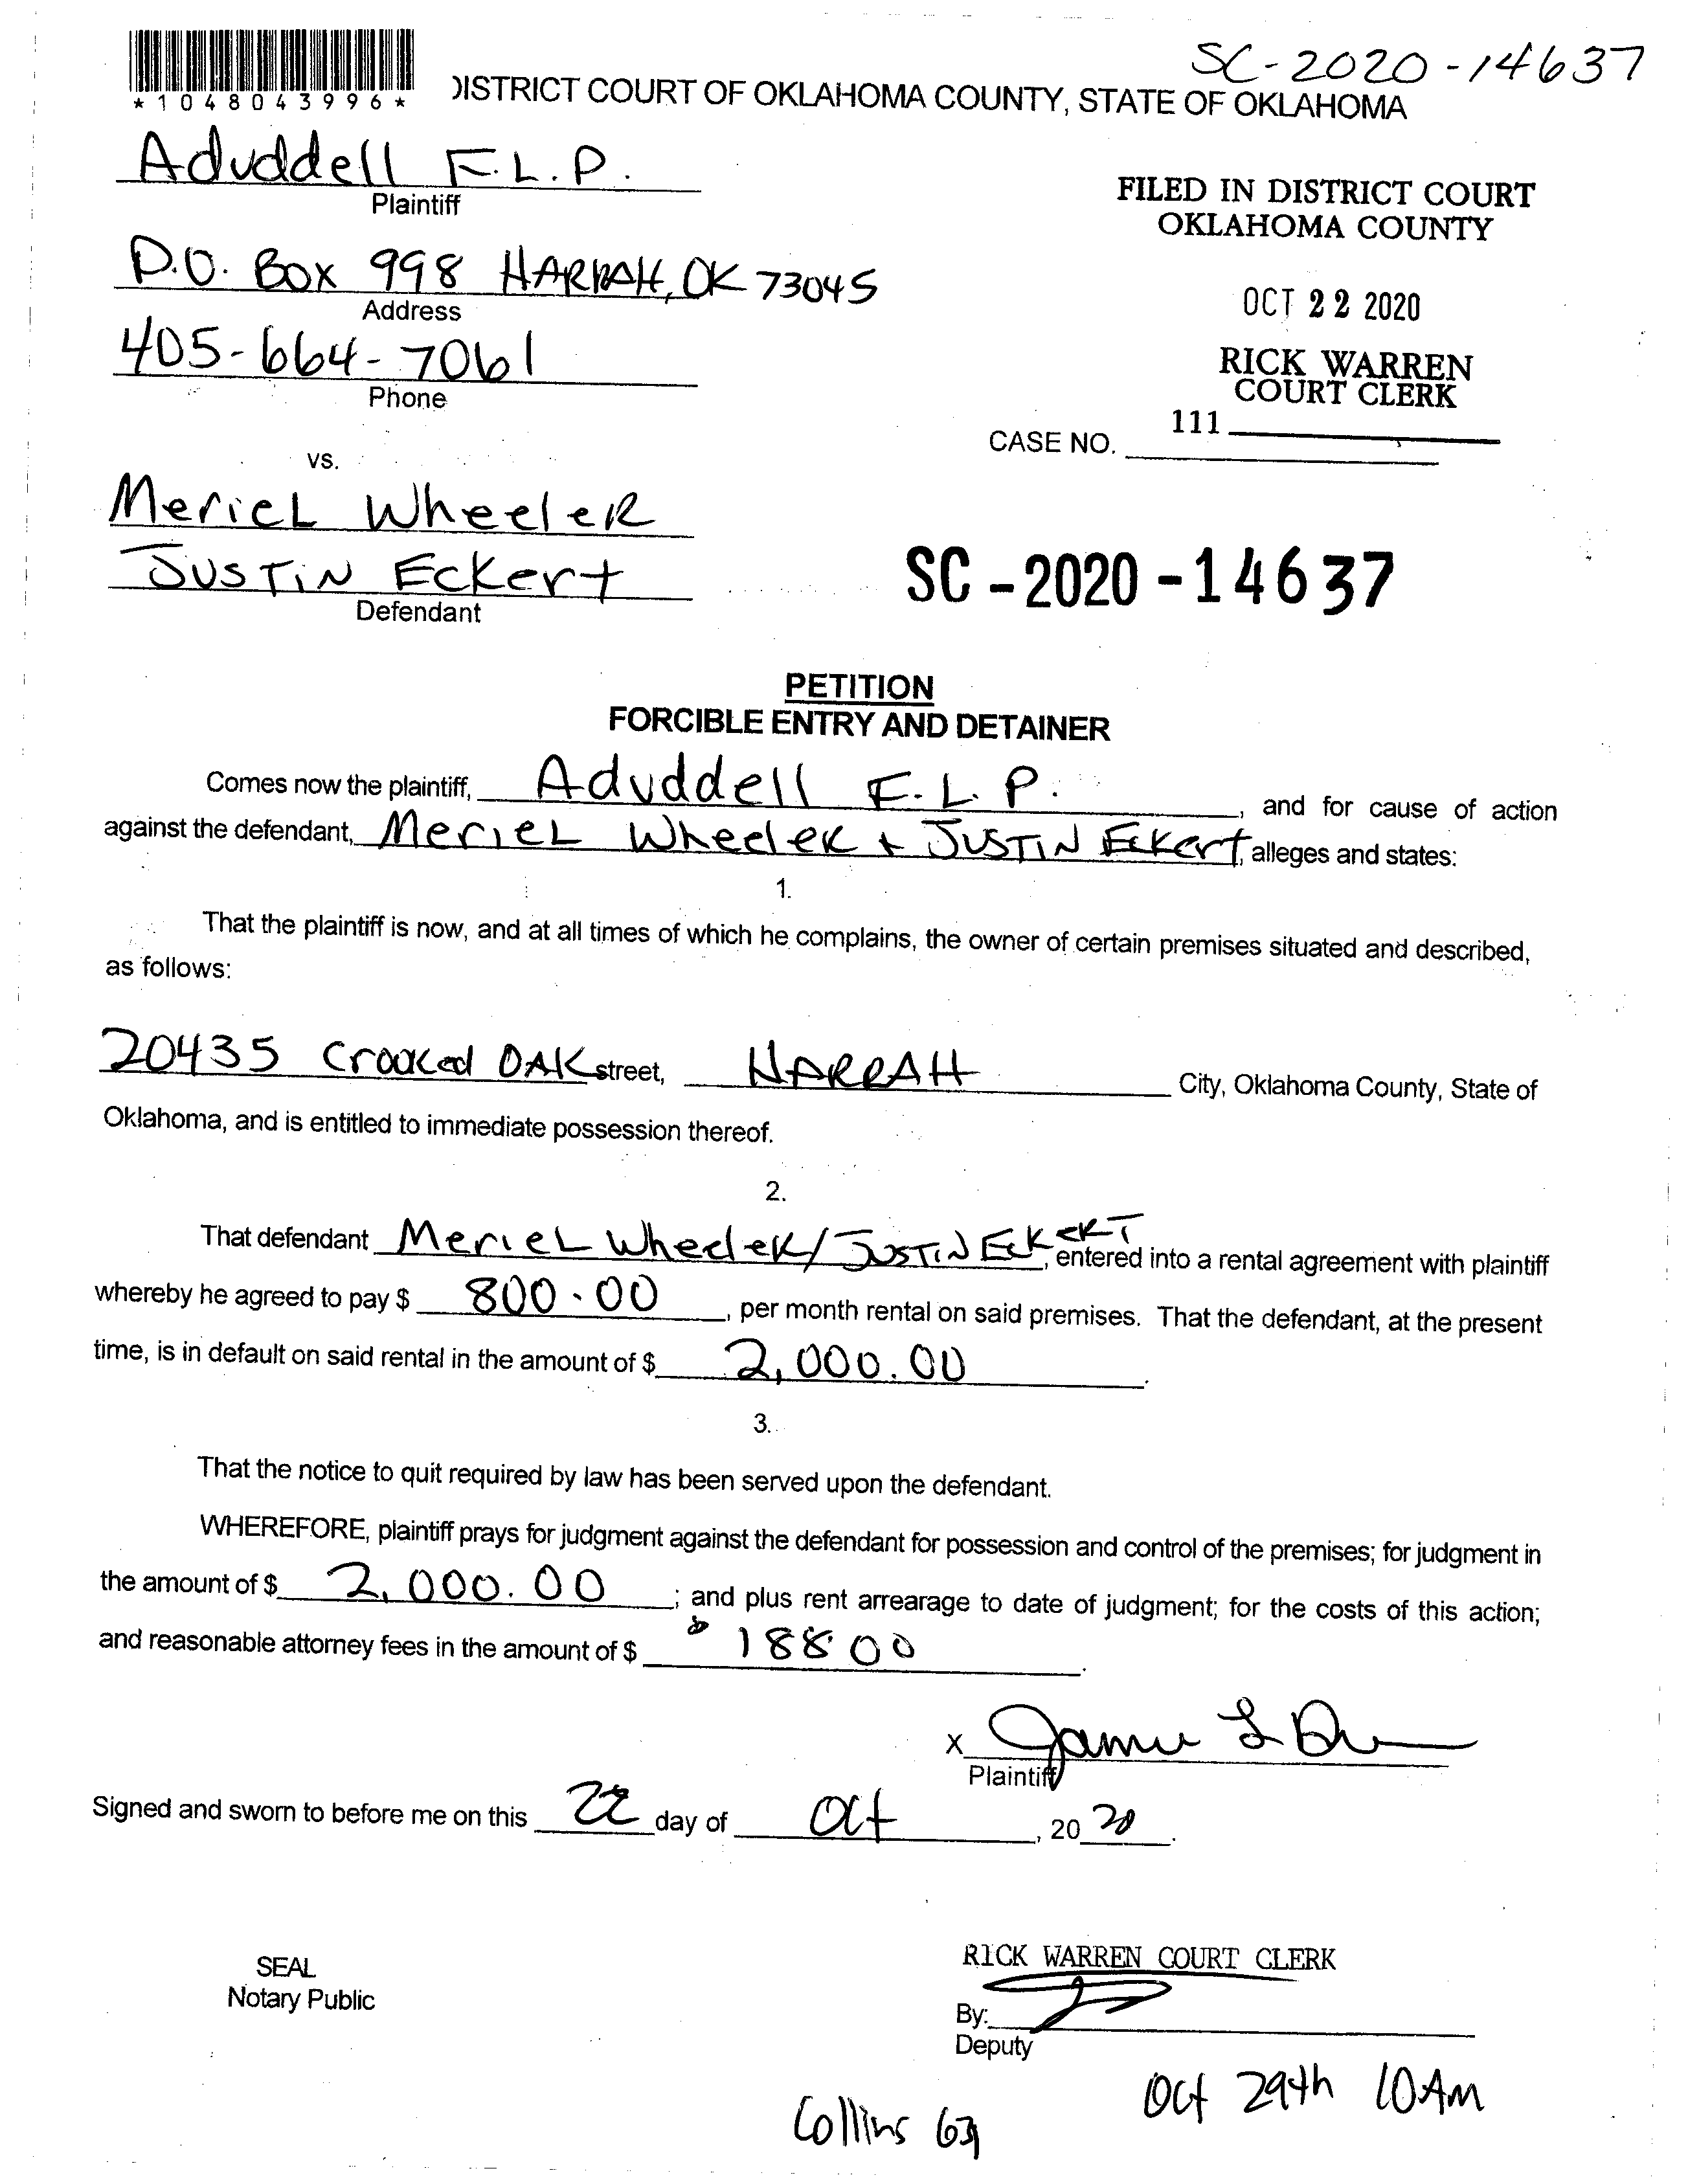 SC-2020-14637
*1048043996*
DISTRICT COURT OF OKLAHOMA COUNTY, STATE OF OKLAHOMA
Aduddell F.L.P.
Plaintiff
FILED IN DISTRICT COURT
OKLAHOMA COUNTY
P.O. Box 998 HARRAH, OK 73045
Address
OCT 22 2020
405-664-7061
Phone
RICK WARREN
COURT CLERK
111
CASE NO.
vs.
Meriel Wheeler
Justin Eckert
Defendant
SC-2020-14637
PETITION
FORCIBLE ENTRY AND DETAINER
Comes now the plaintiff, Aduddell F.L.P., and for cause of action
against the defendant, Meriel Wheeler + Justin Eckert, alleges and states:
1.
That the plaintiff is now, and at all times of which he complains, the owner of certain premises situated and described,
as follows:
20435 Crooked OAK street, HARRAH City, Oklahoma County, State of
Oklahoma, and is entitled to immediate possession thereof.
2.
That defendant Meriel Wheeler/Justin Eckert, entered into a rental agreement with plaintiff
whereby he agreed to pay $ 800.00, per month rental on said premises. That the defendant, at the present
time, is in default on said rental in the amount of $ 2,000.00.
3.
That the notice to quit required by law has been served upon the defendant.
WHEREFORE, plaintiff prays for judgment against the defendant for possession and control of the premises; for judgment in
the amount of $ 2,000.00; and plus rent arrearage to date of judgment; for the costs of this action;
and reasonable attorney fees in the amount of $ 188 00.
X
Plaintiff
Signed and sworn to before me on this 22 day of Oct, 2020.
SEAL
Notary Public
RICK WARREN COURT CLERK
By:
Deputy
Oct 29th 10AM
Collins